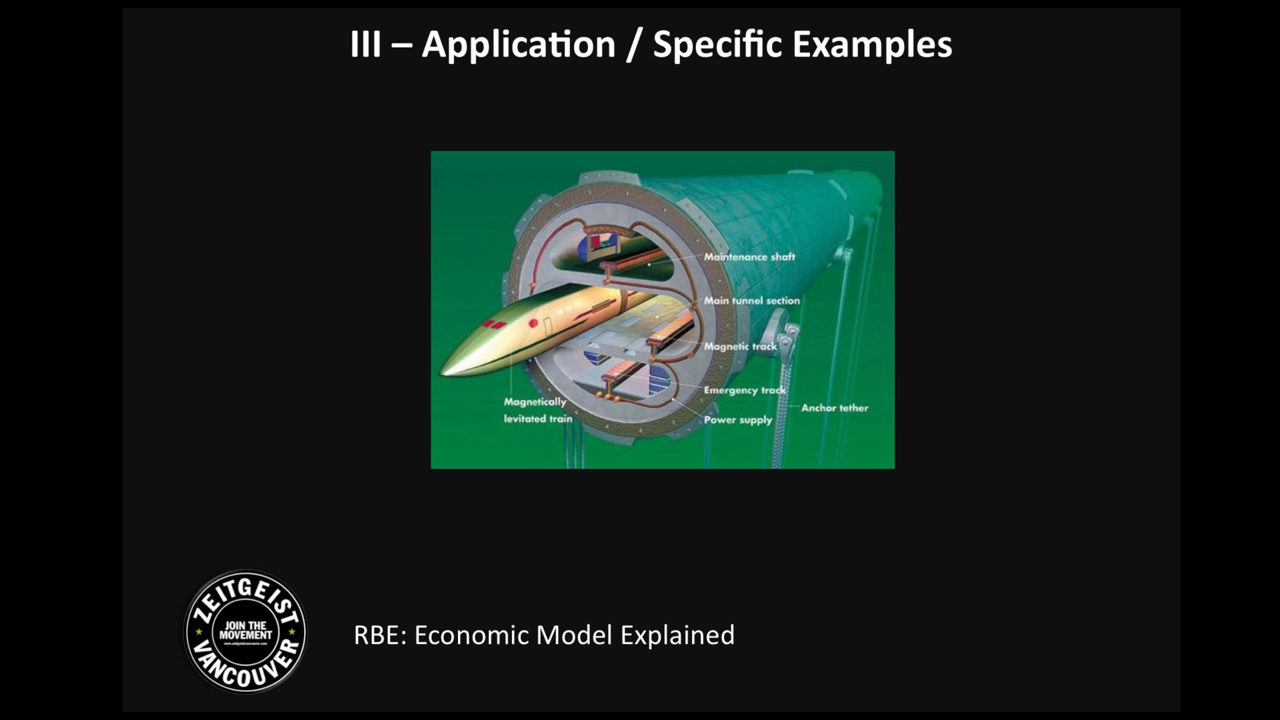 III – Application / Specific Examples
Maintenance shaft
Main tunnel section
Magnetic track
Emergency track
Anchor tether
Power supply
Magnetically
levitated train
ZEITGEIST
JOIN THE
MOVEMENT
VANCOUVER
RBE: Economic Model Explained